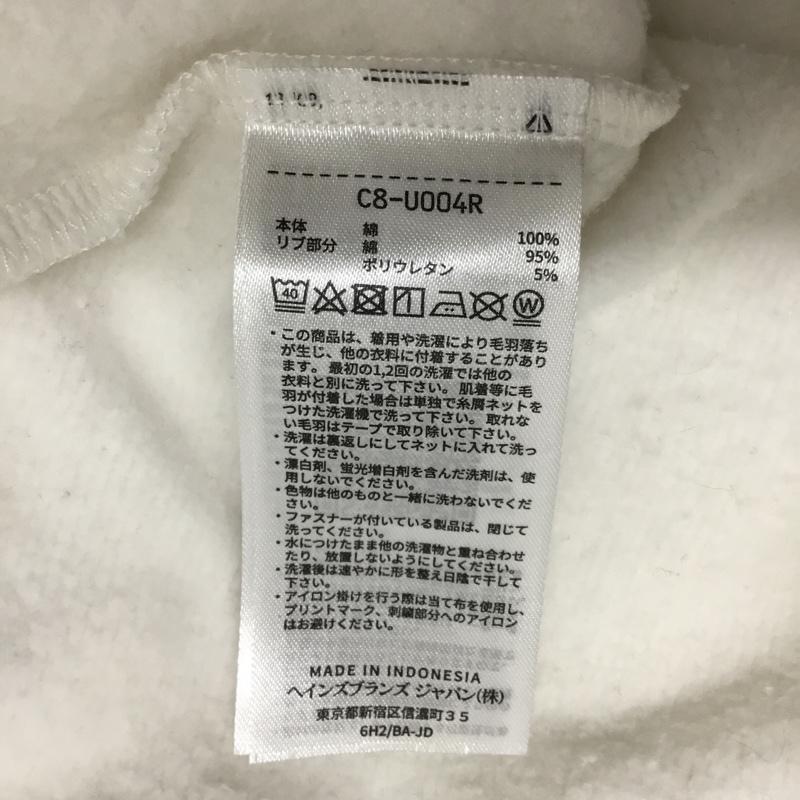 C8-U004R
本体 綿 100%
リブ部分 綿 95%
ポリウレタン 5%
40 W
・この商品は、着用や洗濯により毛羽落ち
が生じ、他の衣料に付着することがあり
ます。最初の1,2回の洗濯では他の
衣料と別に洗って下さい。肌着等に毛
羽が付着した場合は単独で糸屑ネットを
つけた洗濯機で洗って下さい。取れな
い毛羽はテープで取り除いて下さい。
・洗濯は裏返しにしてネットに入れて洗っ
てください。
・漂白剤、蛍光増白剤を含んだ洗剤は、使
用しないでください。
・色物は他のものと一緒に洗わないでくだ
さい。
・ファスナーが付いている製品は、閉じて
洗ってください。
・水につけたまま他の洗濯物と重ね合わせ
たり、放置しないようにしてください。
・洗濯後は速やかに形を整え日陰で干して
下さい。
・アイロン掛けを行う際は当て布を使用し、
プリントマーク、刺繍部分へのアイロン
はお避けください。
MADE IN INDONESIA
ヘインズブランズ ジャパン(株)
東京都新宿区信濃町35
6H2/BA-JD